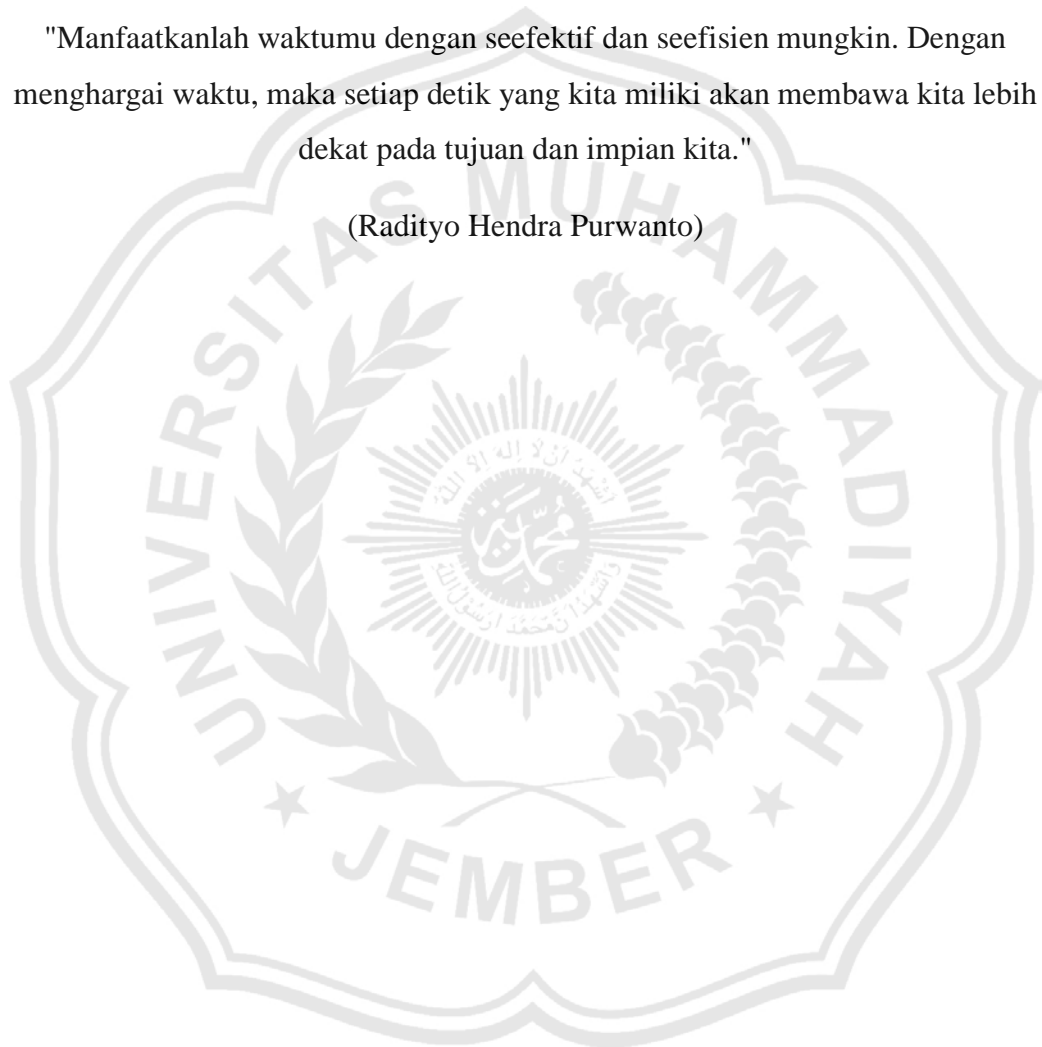 "Manfaatkanlah waktumu dengan seefektif dan seefisien mungkin. Dengan
menghargai waktu, maka setiap detik yang kita miliki akan membawa kita lebih
dekat pada tujuan dan impian kita."
(Radityo Hendra Purwanto)
UNIVERSITAS MUHAMMADIYAH
JEMBER